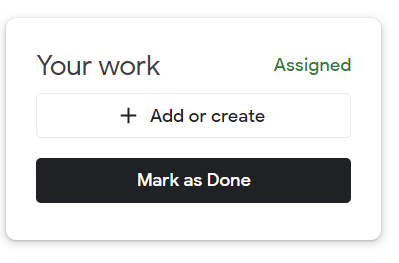 Your work
Assigned
+ Add or create
Mark as Done